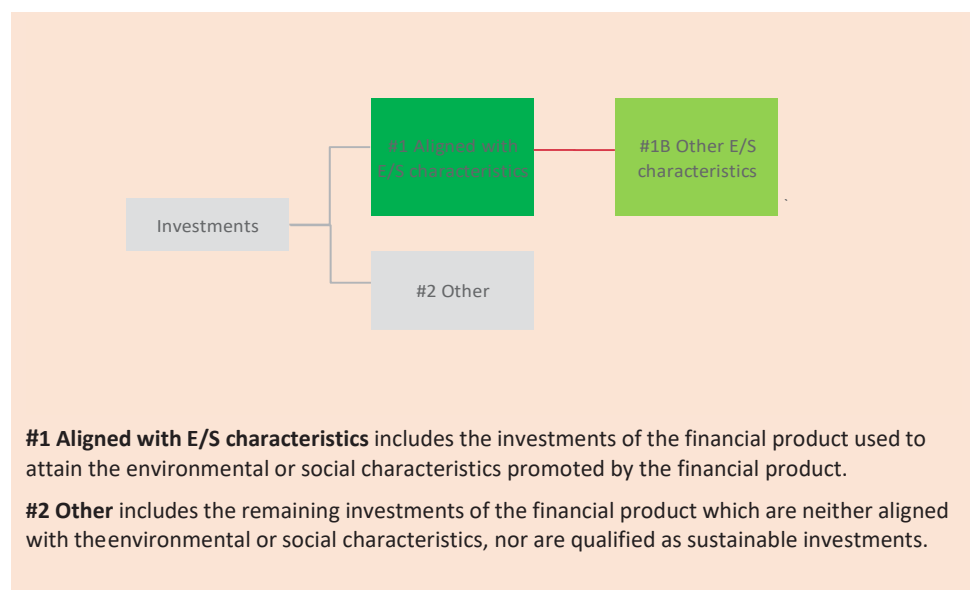 #1 Aligned with
E/S characteristics
#1B Other E/S
characteristics
`
Investments
#2 Other
#1 Aligned with E/S characteristics includes the investments of the financial product used to
attain the environmental or social characteristics promoted by the financial product.
#2 Other includes the remaining investments of the financial product which are neither aligned
with theenvironmental or social characteristics, nor are qualified as sustainable investments.